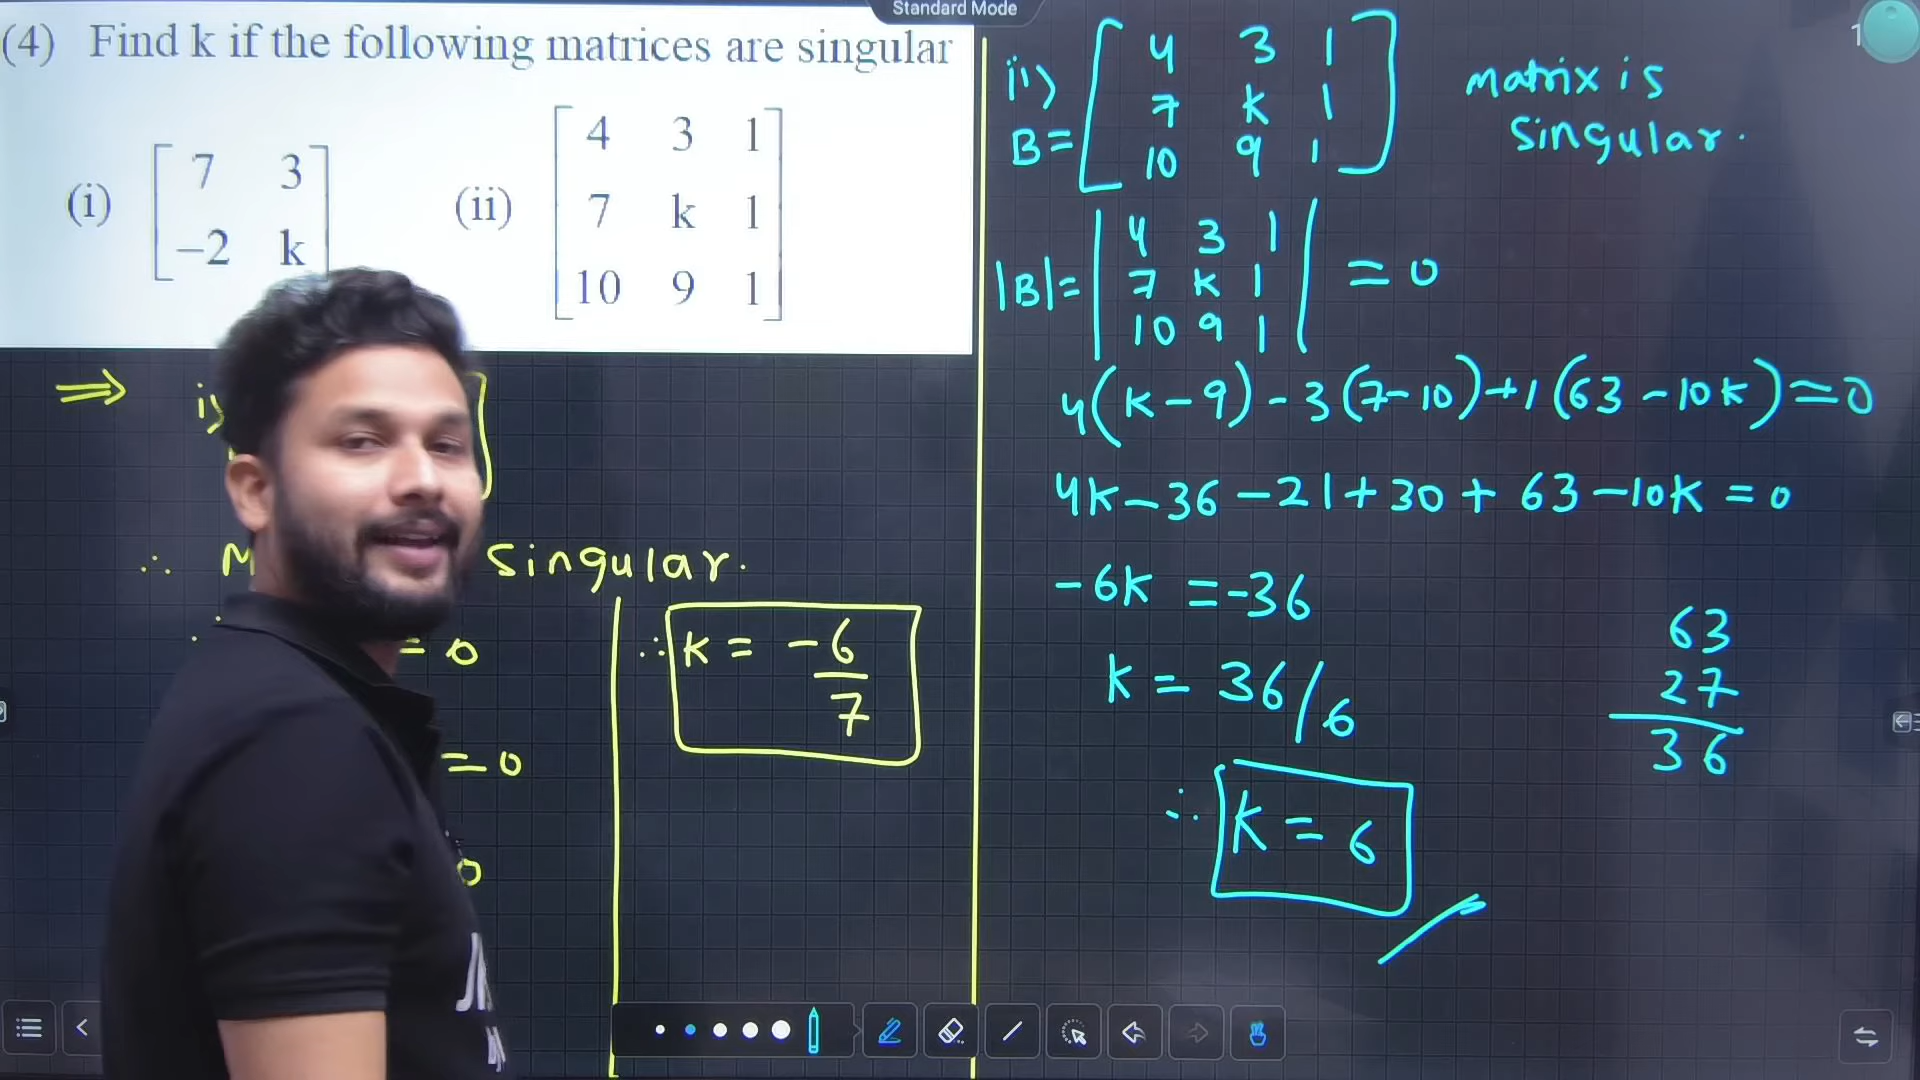 Standard Mode
(4) Find k if the following matrices are singular
(i) [ 7 3
−2 k ]
(ii) [ 4 3 1
7 k 1
10 9 1 ]
⇒ i)
∴ M singular.
= 0
= 0
0
∴ k = −6/7
ii)
B = [ 4 3 1
7 k 1
10 9 1 ]
matrix is
singular.
|B| = | 4 3 1
7 k 1
10 9 1 | = 0
4(k − 9) − 3(7 − 10) + 1(63 − 10k) = 0
4k − 36 − 21 + 30 + 63 − 10k = 0
−6k = −36
k = 36/6
∴ k = 6
63
27
36